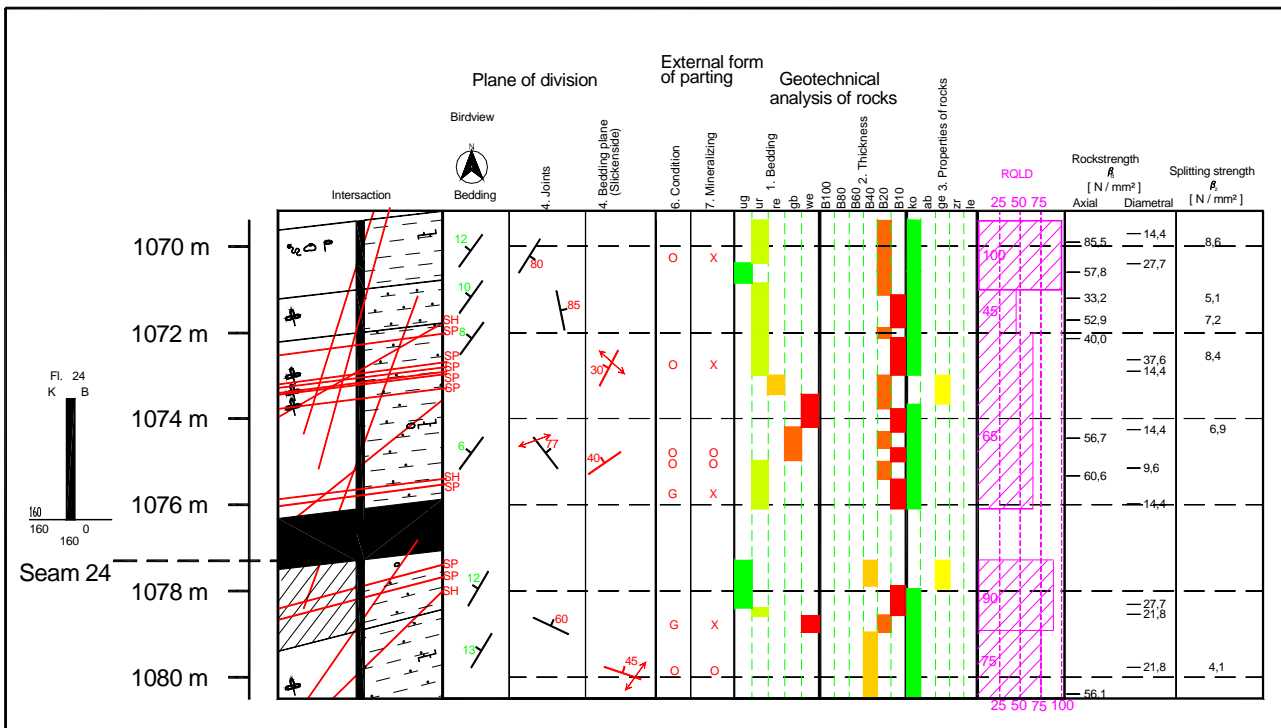 Plane of division
External form
of parting
Geotechnical
analysis of rocks
Birdview
N
Intersaction
Bedding
4. Joints
4. Bedding plane
(Slickenside)
6. Condition
7. Mineralizing
1. Bedding
ug
ur
re
gb
we
2. Thickness
B100
B80
B60
B40
B20
B10
3. Properties of rocks
ko
ab
ge
zr
le
RQLD
25 50 75
Rockstrength
β
[ N / mm² ]
Axial
Diametral
Splitting strength
β
[ N / mm² ]
1070 m
1072 m
1074 m
1076 m
1078 m
1080 m
Fl. 24
K B
160
160 0
160
Seam 24
SH
SP
SP
SP
SP
SP
SH
SP
SP
SP
SH
12
10
8
6
12
13
80
85
77
60
30
40
45
O X
O X
O O
O O
G X
G X
O O
100
45
65
90
75
25 50 75 100
85,5
57,8
33,2
52,9
40,0
56,7
60,6
56,1
14,4
27,7
37,6
14,4
14,4
9,6
14,4
27,7
21,8
21,8
8,6
5,1
7,2
8,4
6,9
4,1